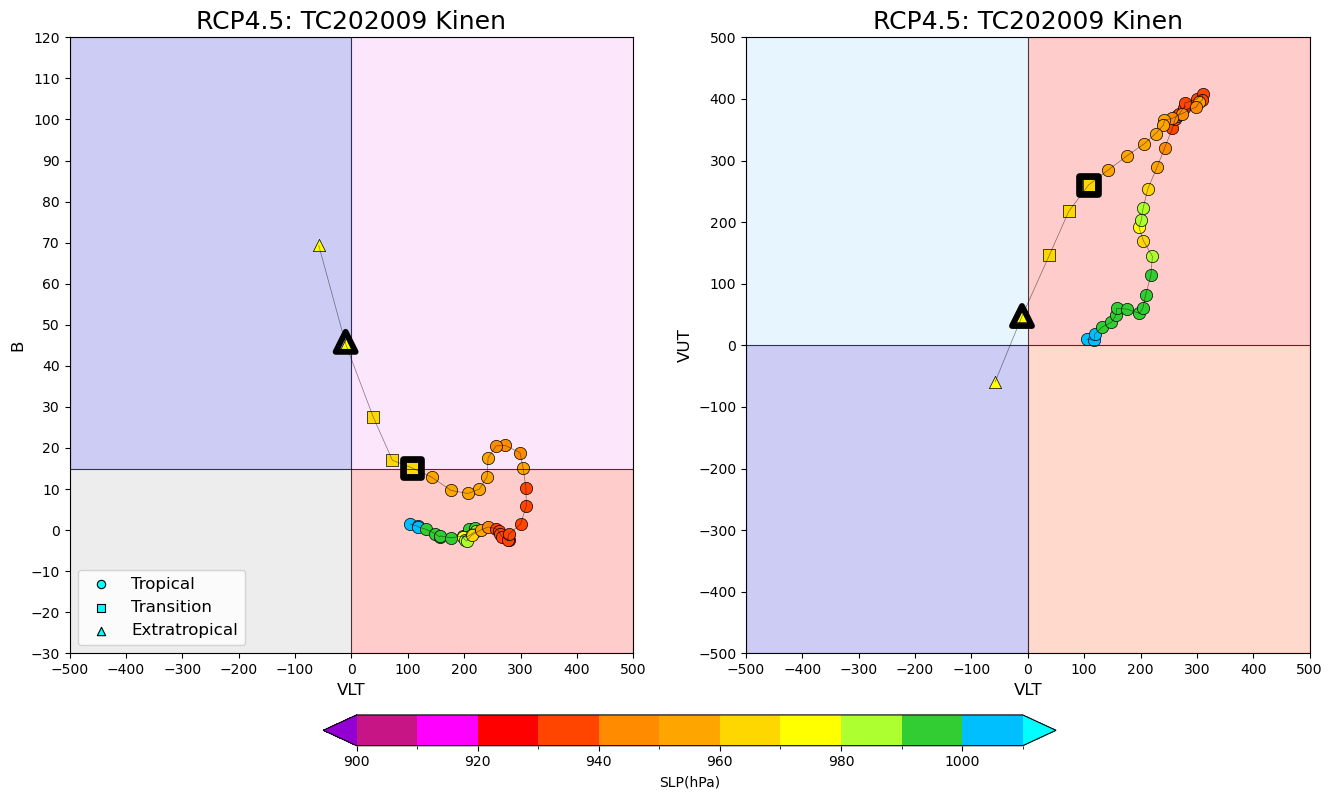 RCP4.5: TC202009 Kinen
RCP4.5: TC202009 Kinen
120
110
100
90
80
70
60
50
40
30
20
10
0
−10
−20
−30
B
Tropical
Transition
Extratropical
−500 −400 −300 −200 −100 0 100 200 300 400 500
VLT
500
400
300
200
100
0
−100
−200
−300
−400
−500
VUT
−500 −400 −300 −200 −100 0 100 200 300 400 500
VLT
900 920 940 960 980 1000
SLP(hPa)